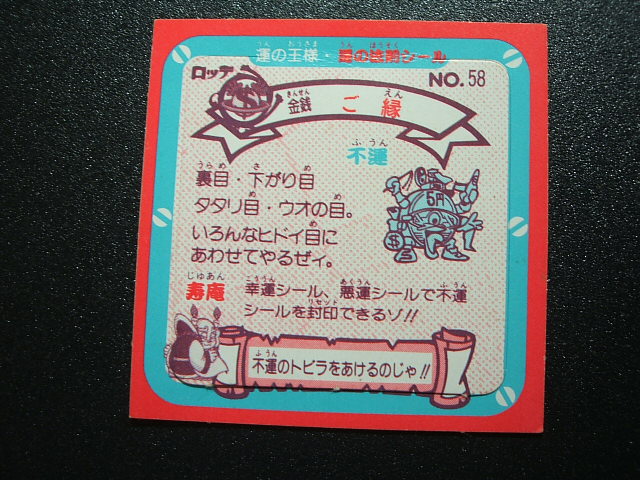 運の王様・運の法則シール
ロッテ
NO.58
金銭 ご縁
不運
裏目・下がり目
タタリ目・ウオの目。
いろんなヒドイ目に
あわせてやるぜィ。
寿庵 幸運シール、悪運シールで不運
シールを封印できるゾ!!
不運のトビラをあけるのじゃ!!
5円
$